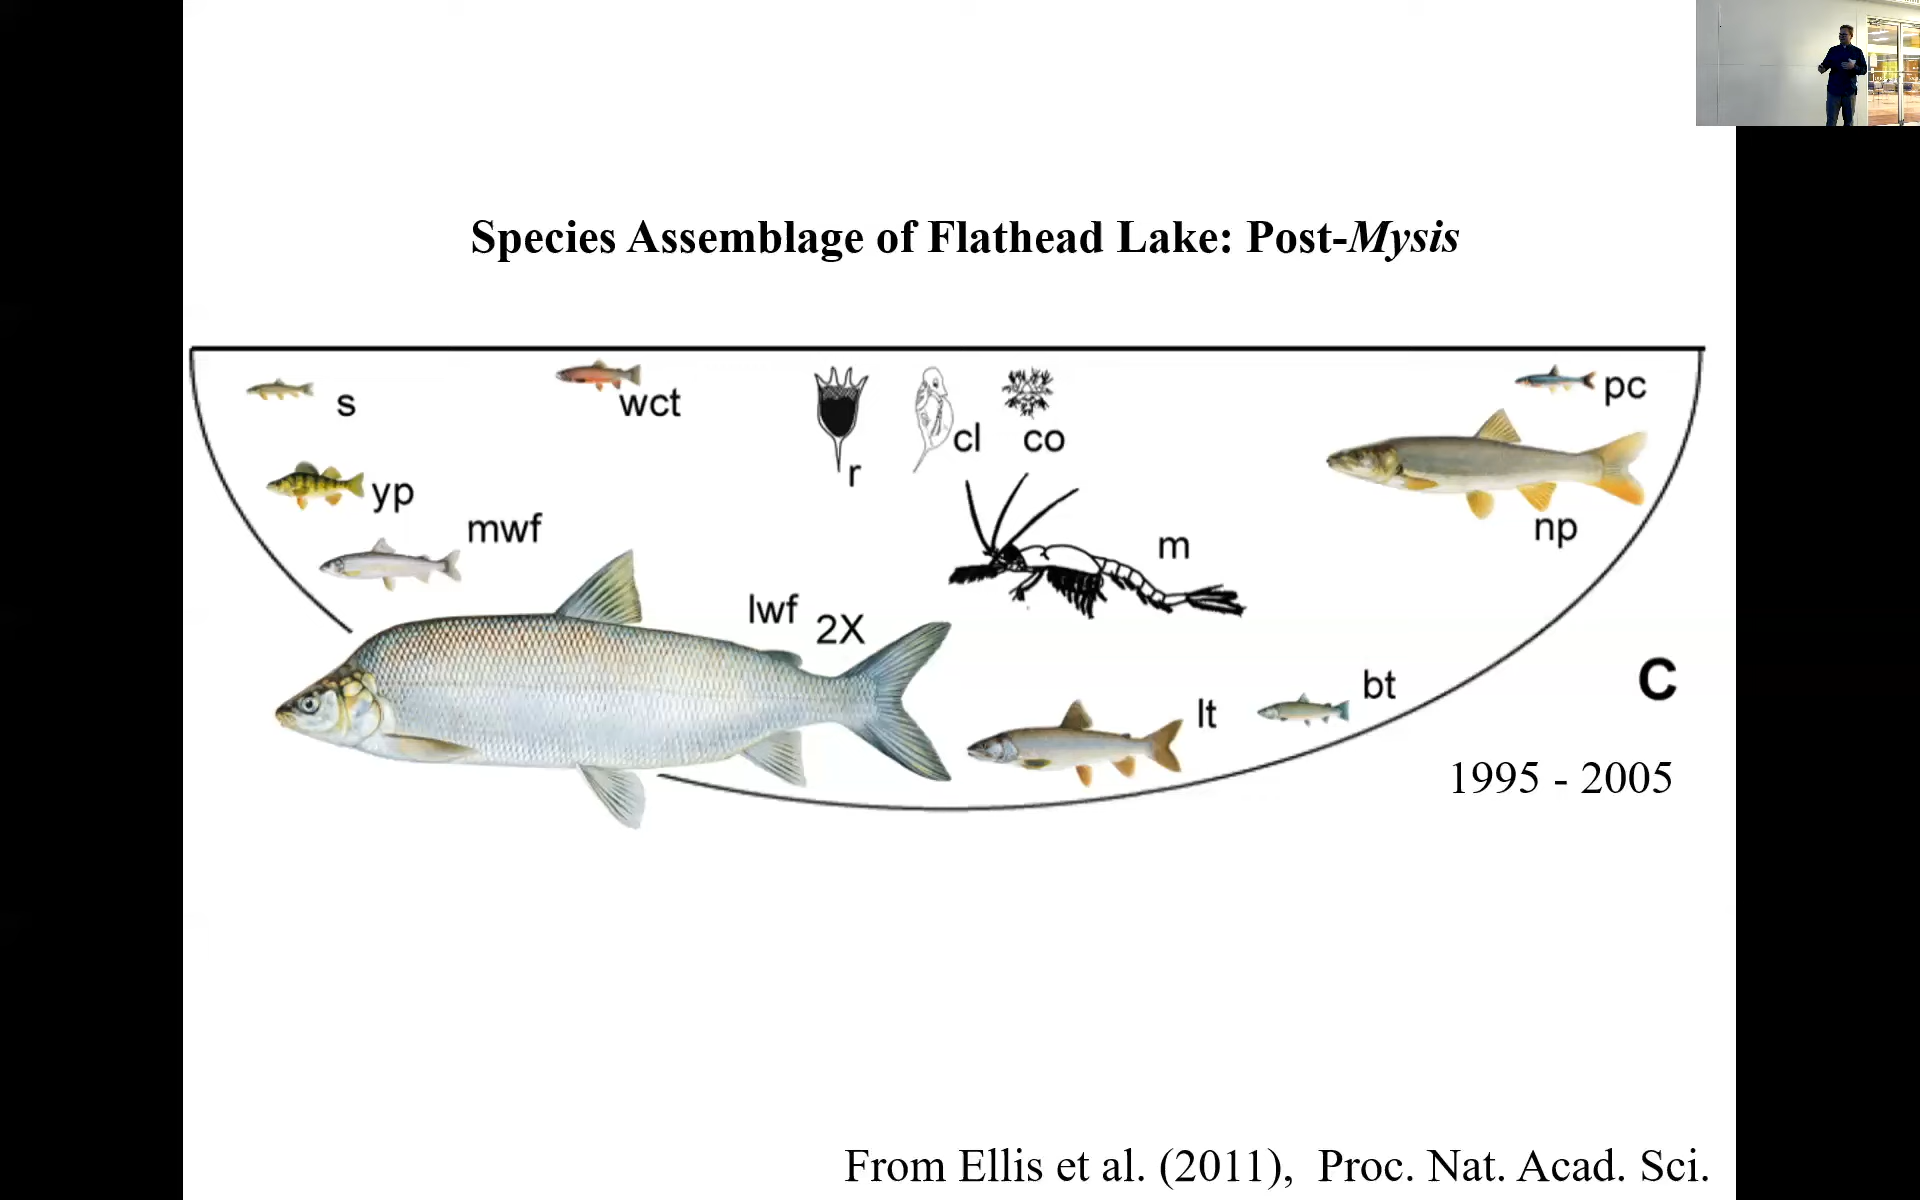 Species Assemblage of Flathead Lake: Post-Mysis
s
wct
r
cl
co
pc
yp
mwf
np
m
lwf
2X
lt
bt
C
1995 - 2005
From Ellis et al. (2011), Proc. Nat. Acad. Sci.